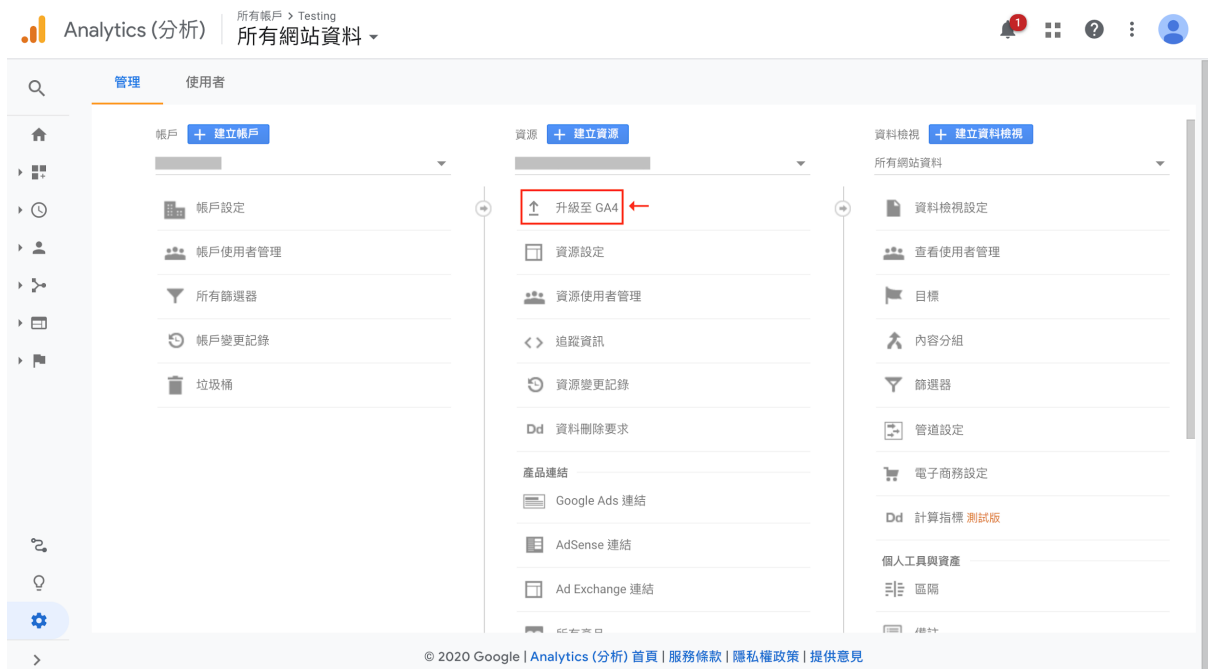 所有帳戶 > Testing
Analytics (分析)
所有網站資料
1
管理
使用者
帳戶
建立帳戶
帳戶設定
帳戶使用者管理
所有篩選器
帳戶變更記錄
垃圾桶
資源
建立資源
升級至 GA4
資源設定
資源使用者管理
追蹤資訊
資源變更記錄
Dd 資料刪除要求
產品連結
Google Ads 連結
AdSense 連結
Ad Exchange 連結
所有產品
資料檢視
建立資料檢視
所有網站資料
資料檢視設定
查看使用者管理
目標
內容分組
篩選器
管道設定
電子商務設定
Dd 計算指標 測試版
個人工具與資產
區隔
備註
© 2020 Google | Analytics (分析) 首頁 | 服務條款 | 隱私權政策 | 提供意見